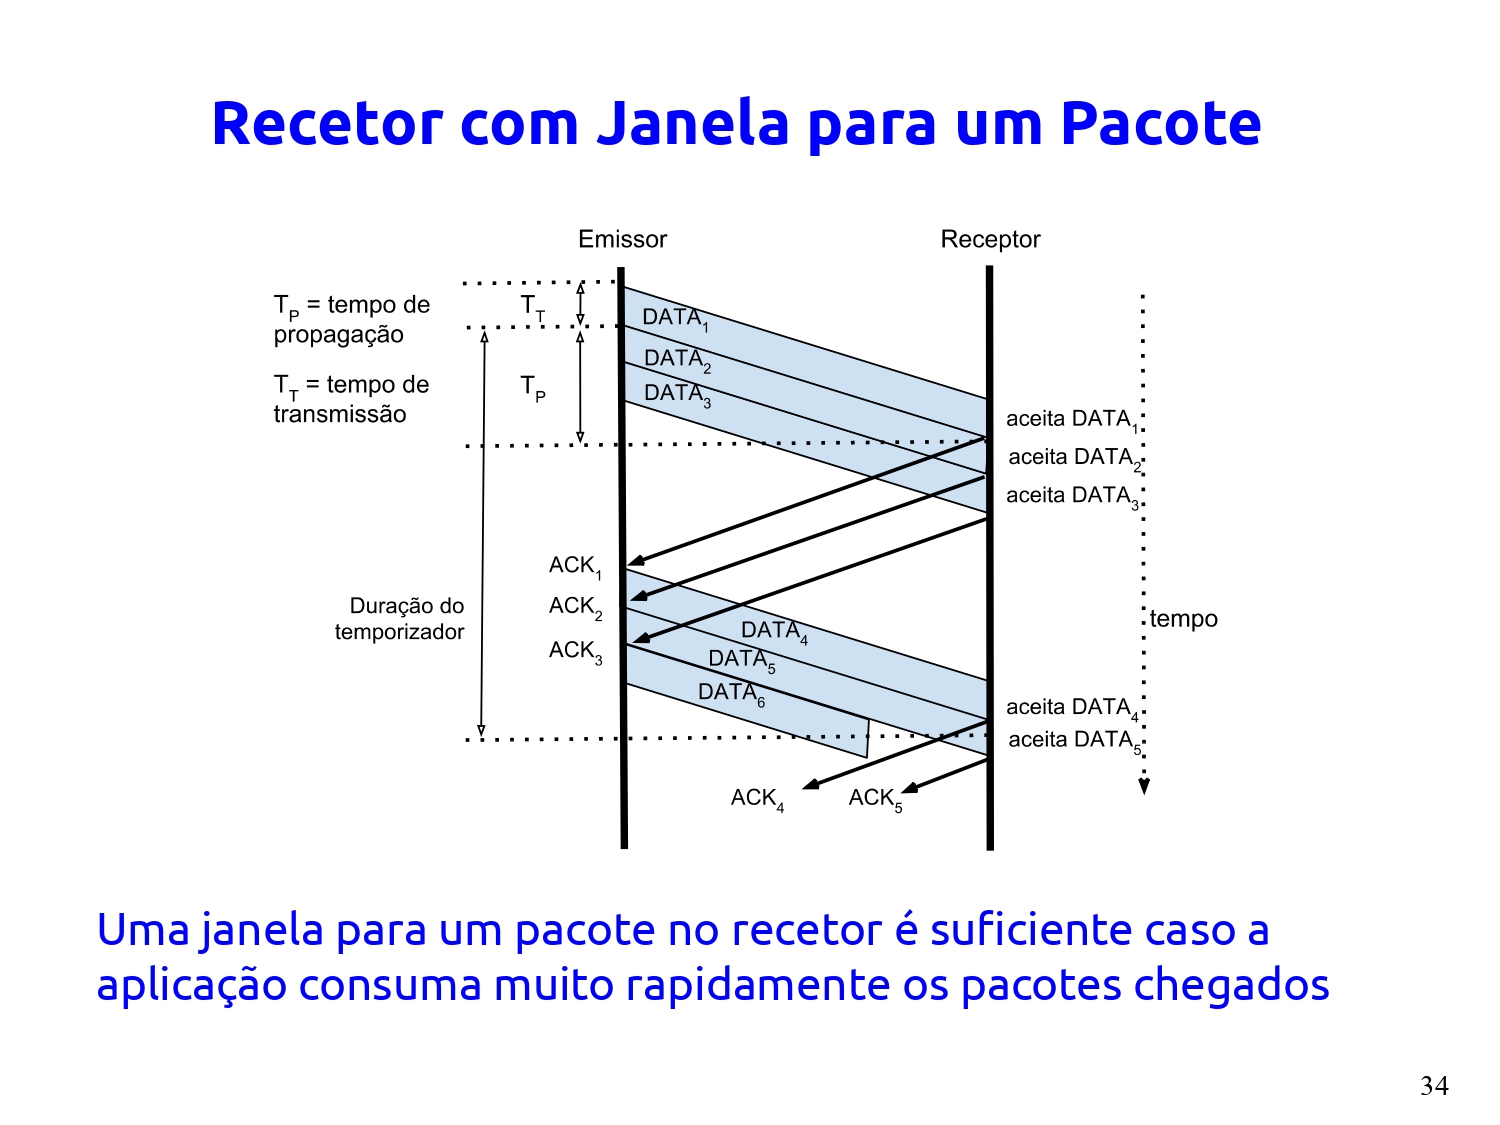 Recetor com Janela para um Pacote
Emissor
Receptor
T_P = tempo de
propagação
T_T = tempo de
transmissão
T_T
T_P
DATA_1
DATA_2
DATA_3
aceita DATA_1
aceita DATA_2
aceita DATA_3
ACK_1
ACK_2
ACK_3
Duração do
temporizador
DATA_4
DATA_5
DATA_6
tempo
aceita DATA_4
aceita DATA_5
ACK_4
ACK_5
Uma janela para um pacote no recetor é suficiente caso a
aplicação consuma muito rapidamente os pacotes chegados
34